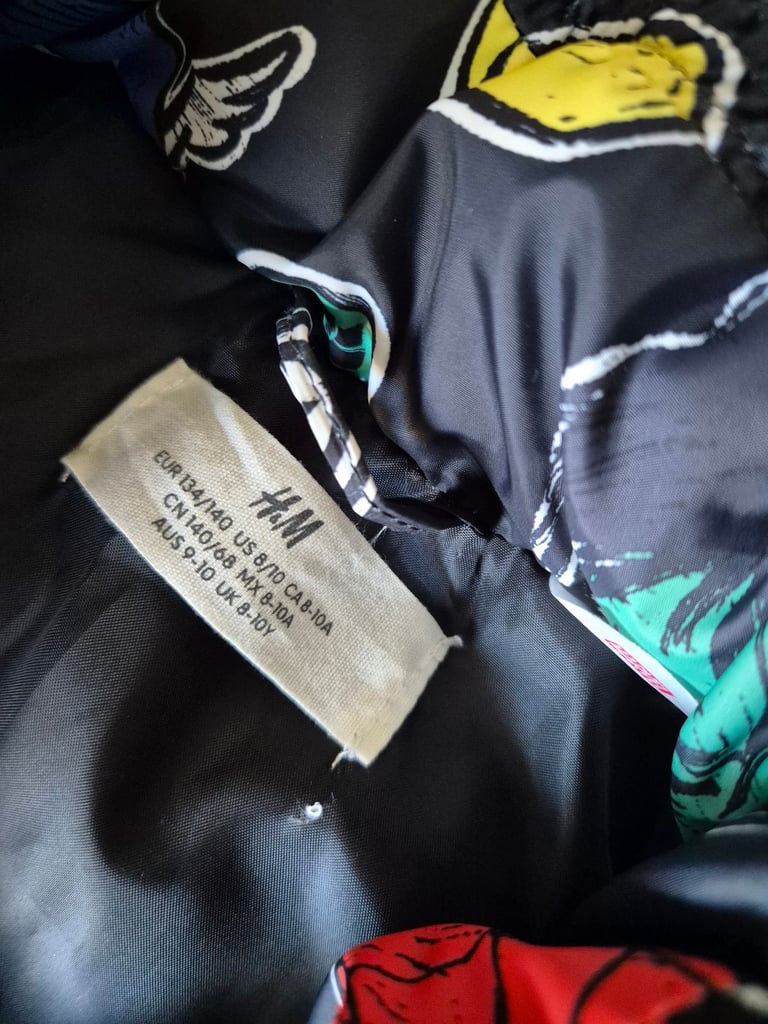 H&M
EUR 134/140 US 8/10 CA 8-10A
CN 140/68 MX 8-10A
AUS 9-10 UK 8-10Y